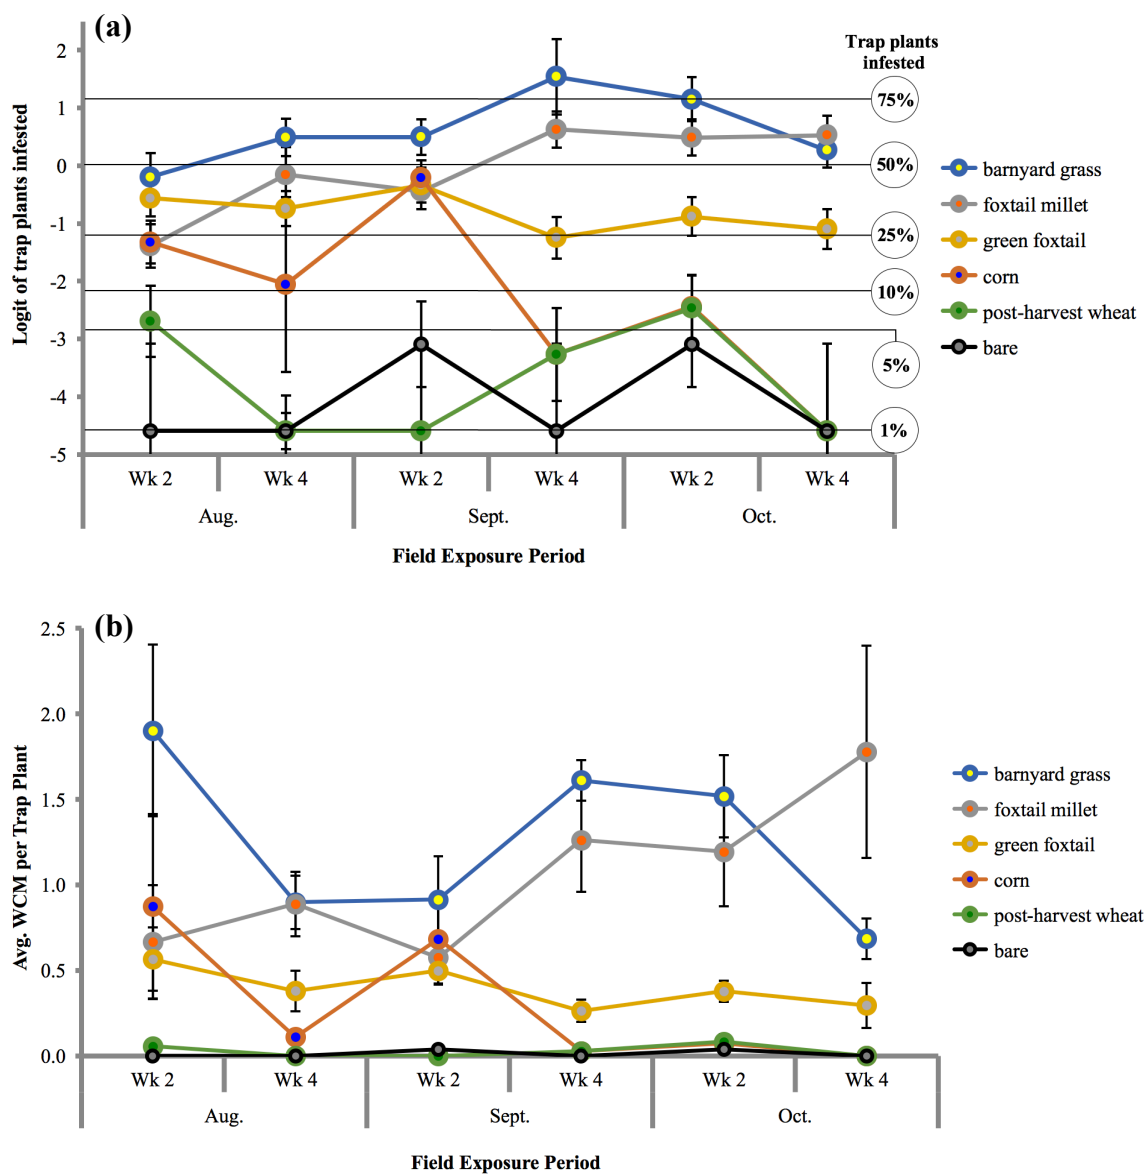 (a)
Trap plants
infested
Logit of trap plants infested
2
1
0
-1
-2
-3
-4
-5
75%
50%
25%
10%
5%
1%
barnyard grass
foxtail millet
green foxtail
corn
post-harvest wheat
bare
Wk 2
Wk 4
Wk 2
Wk 4
Wk 2
Wk 4
Aug.
Sept.
Oct.
Field Exposure Period
(b)
Avg. WCM per Trap Plant
2.5
2.0
1.5
1.0
0.5
0.0
barnyard grass
foxtail millet
green foxtail
corn
post-harvest wheat
bare
Wk 2
Wk 4
Wk 2
Wk 4
Wk 2
Wk 4
Aug.
Sept.
Oct.
Field Exposure Period